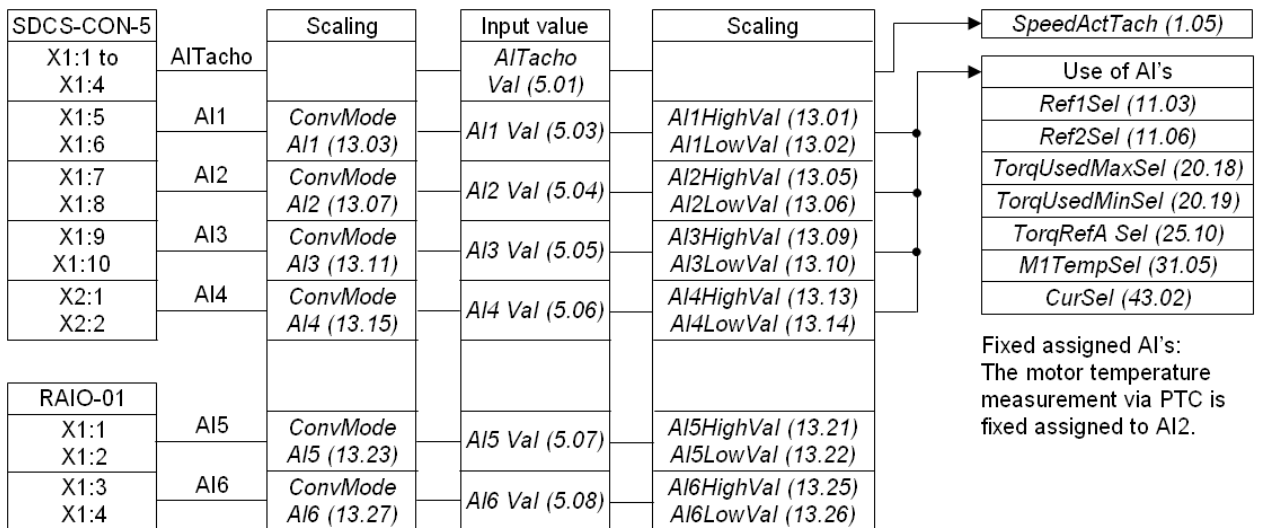 SDCS-CON-5
Scaling
Input value
Scaling
SpeedActTach (1.05)
X1:1 to
X1:4
AITacho
AITacho
Val (5.01)
Use of AI's
Ref1Sel (11.03)
Ref2Sel (11.06)
TorqUsedMaxSel (20.18)
TorqUsedMinSel (20.19)
TorqRefA Sel (25.10)
M1TempSel (31.05)
CurSel (43.02)
X1:5
X1:6
AI1
ConvMode
AI1 (13.03)
AI1 Val (5.03)
AI1HighVal (13.01)
AI1LowVal (13.02)
X1:7
X1:8
AI2
ConvMode
AI2 (13.07)
AI2 Val (5.04)
AI2HighVal (13.05)
AI2LowVal (13.06)
X1:9
X1:10
AI3
ConvMode
AI3 (13.11)
AI3 Val (5.05)
AI3HighVal (13.09)
AI3LowVal (13.10)
X2:1
X2:2
AI4
ConvMode
AI4 (13.15)
AI4 Val (5.06)
AI4HighVal (13.13)
AI4LowVal (13.14)
Fixed assigned AI's:
The motor temperature
measurement via PTC is
fixed assigned to AI2.
RAIO-01
X1:1
X1:2
AI5
ConvMode
AI5 (13.23)
AI5 Val (5.07)
AI5HighVal (13.21)
AI5LowVal (13.22)
X1:3
X1:4
AI6
ConvMode
AI6 (13.27)
AI6 Val (5.08)
AI6HighVal (13.25)
AI6LowVal (13.26)